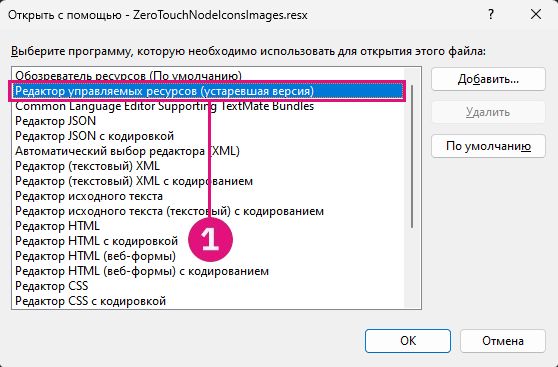 Открыть с помощью - ZeroTouchNodeIconsImages.resx
Выберите программу, которую необходимо использовать для открытия этого файла:
Обозреватель ресурсов (По умолчанию)
Редактор управляемых ресурсов (устаревшая версия)
Common Language Editor Supporting TextMate Bundles
Редактор JSON
Редактор JSON с кодировкой
Автоматический выбор редактора (XML)
Редактор (текстовый) XML
Редактор (текстовый) XML с кодированием
Редактор исходного текста
Редактор исходного текста (текстовый) с кодированием
Редактор HTML
Редактор HTML с кодировкой
Редактор HTML (веб-формы)
Редактор HTML (веб-формы) с кодированием
Редактор CSS
Редактор CSS с кодировкой
1
Добавить...
Удалить
По умолчанию
ОК
Отмена